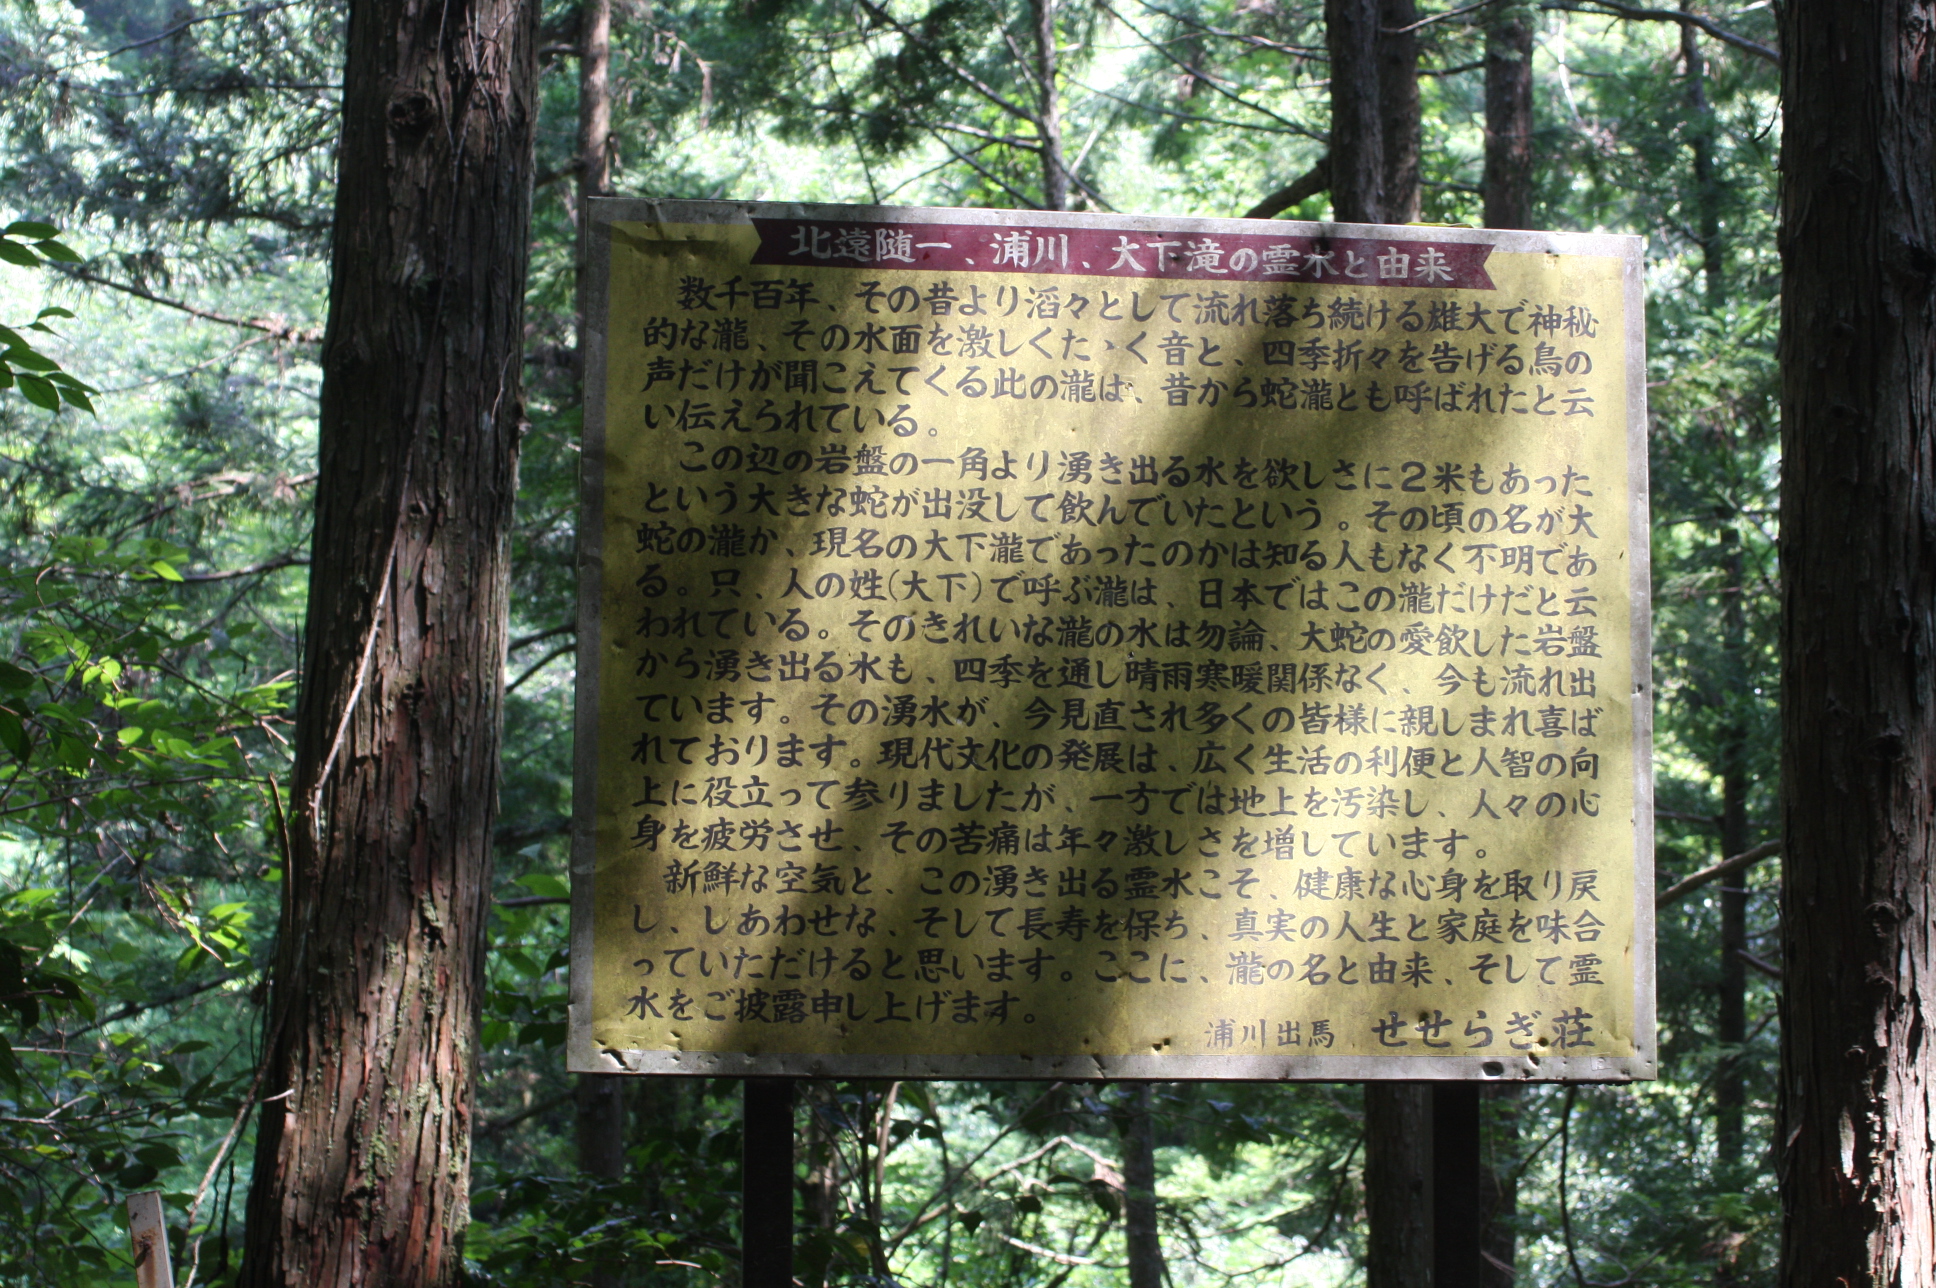 北遠随一、浦川、大下滝の霊水と由来
数千百年、その昔より滔々として流れ落ち続ける雄大で神秘
的な瀧、その水面を激しくたゝく音と、四季折々を告げる鳥の
声だけが聞こえてくる此の瀧は、昔から蛇瀧とも呼ばれたと云
い伝えられている。
この辺の岩盤の一角より湧き出る水を欲しさに2米もあった
という大きな蛇が出没して飲んでいたという。その頃の名が大
蛇の瀧か、現名の大下瀧であったのかは知る人もなく不明であ
る。只、人の姓(大下)で呼ぶ瀧は、日本ではこの瀧だけだと云
われている。そのきれいな瀧の水は勿論、大蛇の愛飲した岩盤
から湧き出る水も、四季を通し晴雨寒暖関係なく、今も流れ出
ています。その湧水が、今見直され多くの皆様に親しまれ喜ば
れております。現代文化の発展は、広く生活の利便と人智の向
上に役立って参りましたが、一方では地上を汚染し、人々の心
身を疲労させ、その苦痛は年々激しさを増しています。
新鮮な空気と、この湧き出る霊水こそ、健康な心身を取り戻
し、しあわせな、そして長寿を保ち、真実の人生と家庭を味合
っていただけると思います。ここに、瀧の名と由来、そして霊
水をご披露申し上げます。
浦川出馬 せせらぎ荘